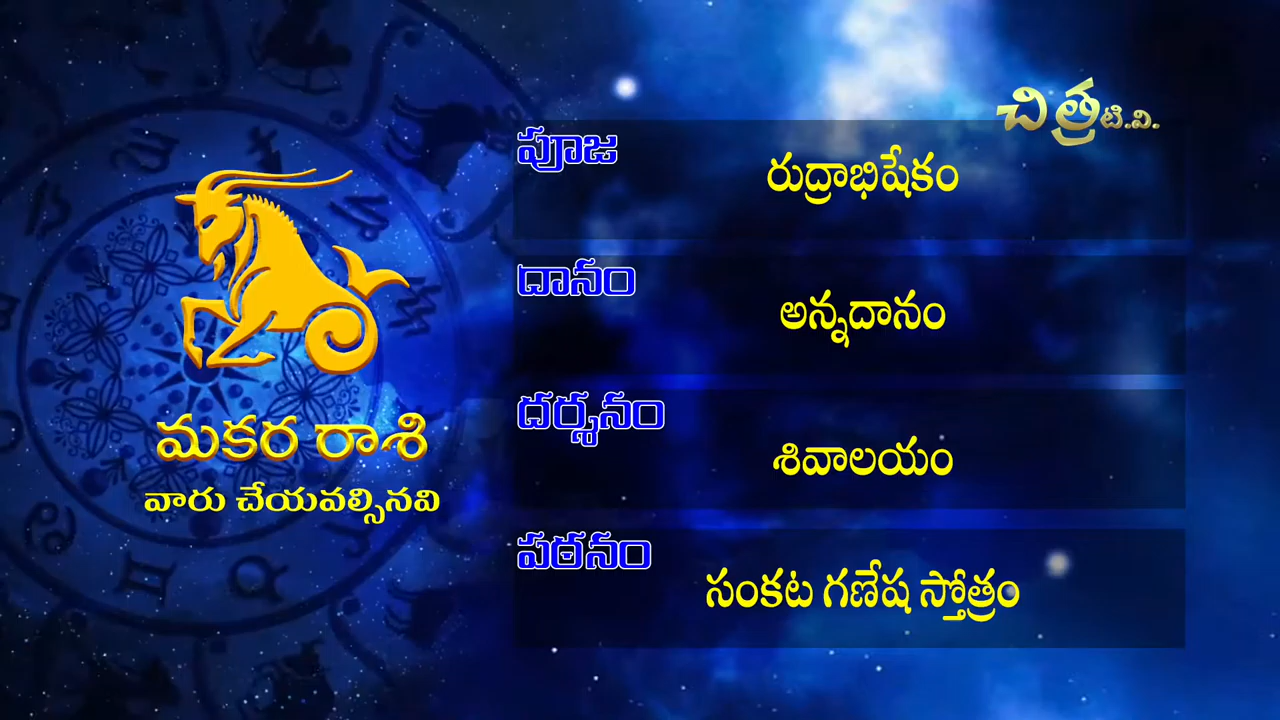 చిత్ర టి.వి.
పూజ
రుద్రాభిషేకం
దానం
అన్నదానం
దర్శనం
శివాలయం
పఠనం
సంకట గణేష స్తోత్రం
మకర రాశి
వారు చేయవల్సినవి